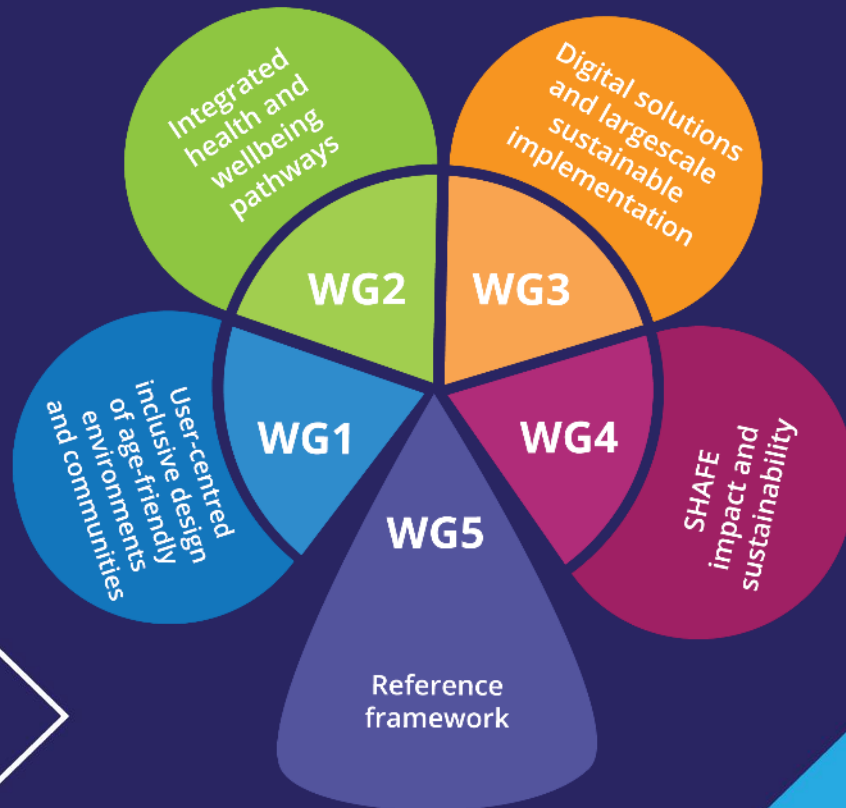 Integrated
health and
wellbeing
pathways
Digital solutions
and largescale
sustainable
implementation
WG2
WG3
User-centred
inclusive design
of age-friendly
environments
and communities
WG1
WG4
SHAFE
impact and
sustainability
WG5
Reference
framework